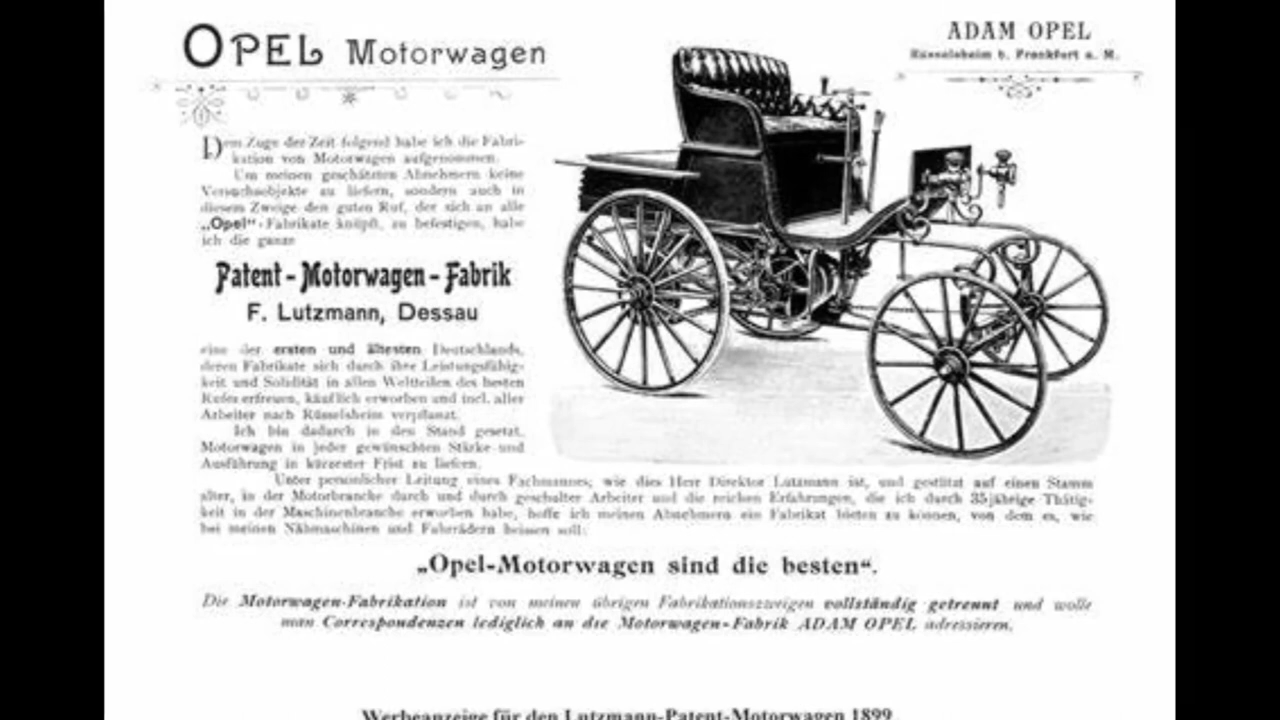 OPEL Motorwagen
ADAM OPEL
Rüsselsheim b. Frankfurt a. M.
Dem Zuge der Zeit folgend habe ich die Fabri-
kation von Motorwagen aufgenommen.
Um meinen geschätzten Abnehmern keine
Versuchsobjekte zu liefern, sondern auch in
diesem Zweige den guten Ruf, der sich an alle
„Opel“-Fabrikate knüpft, zu befestigen, habe
ich die ganze
Patent-Motorwagen-Fabrik
F. Lutzmann, Dessau
eine der ersten und ältesten Deutschlands,
deren Fabrikate sich durch ihre Leistungsfähig-
keit und Solidität in allen Weltteilen des besten
Rufes erfreuen, käuflich erworben und incl. aller
Arbeiter nach Rüsselsheim verpflanzt.
Ich bin dadurch in den Stand gesetzt,
Motorwagen in jeder gewünschten Stärke und
Ausführung in kürzester Frist zu liefern.
Unter persönlicher Leitung eines Fachmannes, wie dies Herr Direktor Lutzmann ist, und gestützt auf einen Stamm
alter, in der Motorbranche durch und durch geschulter Arbeiter und die reichen Erfahrungen, die ich durch 35jährige Thätig-
keit in der Maschinenbranche erworben habe, hoffe ich meinen Abnehmern ein Fabrikat bieten zu können, von dem es, wie
bei meinen Nähmaschinen und Fahrrädern heissen soll:
„Opel-Motorwagen sind die besten“.
Die Motorwagen-Fabrikation ist von meinen übrigen Fabrikationszweigen vollständig getrennt und wolle
man Correspondenzen lediglich an die Motorwagen-Fabrik ADAM OPEL adressieren.
Werbeanzeige für den Lutzmann-Patent-Motorwagen 1899